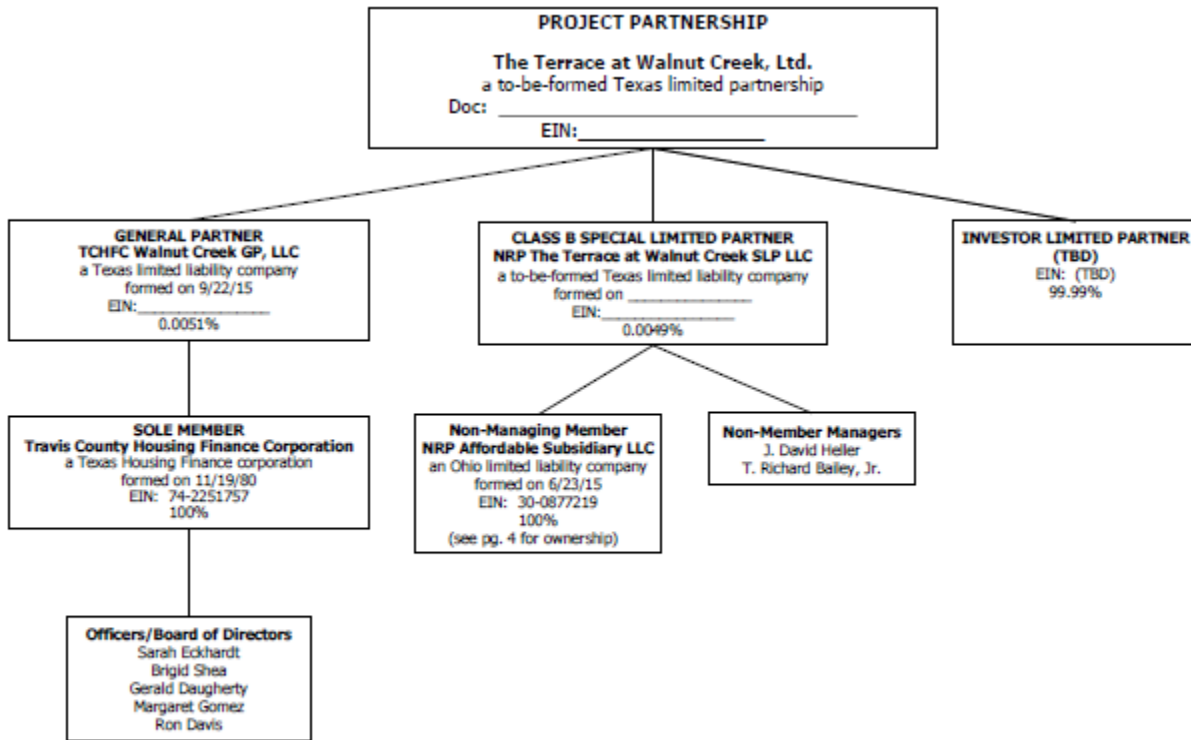 PROJECT PARTNERSHIP
The Terrace at Walnut Creek, Ltd.
a to-be-formed Texas limited partnership
Doc: ___________________________________
EIN:__________________
GENERAL PARTNER
TCHFC Walnut Creek GP, LLC
a Texas limited liability company
formed on 9/22/15
EIN:________________
0.0051%
CLASS B SPECIAL LIMITED PARTNER
NRP The Terrace at Walnut Creek SLP LLC
a to-be-formed Texas limited liability company
formed on _______________
EIN:________________
0.0049%
INVESTOR LIMITED PARTNER
(TBD)
EIN: (TBD)
99.99%
SOLE MEMBER
Travis County Housing Finance Corporation
a Texas Housing Finance corporation
formed on 11/19/80
EIN: 74-2251757
100%
Non-Managing Member
NRP Affordable Subsidiary LLC
an Ohio limited liability company
formed on 6/23/15
EIN: 30-0877219
100%
(see pg. 4 for ownership)
Non-Member Managers
J. David Heller
T. Richard Bailey, Jr.
Officers/Board of Directors
Sarah Eckhardt
Brigid Shea
Gerald Daugherty
Margaret Gomez
Ron Davis